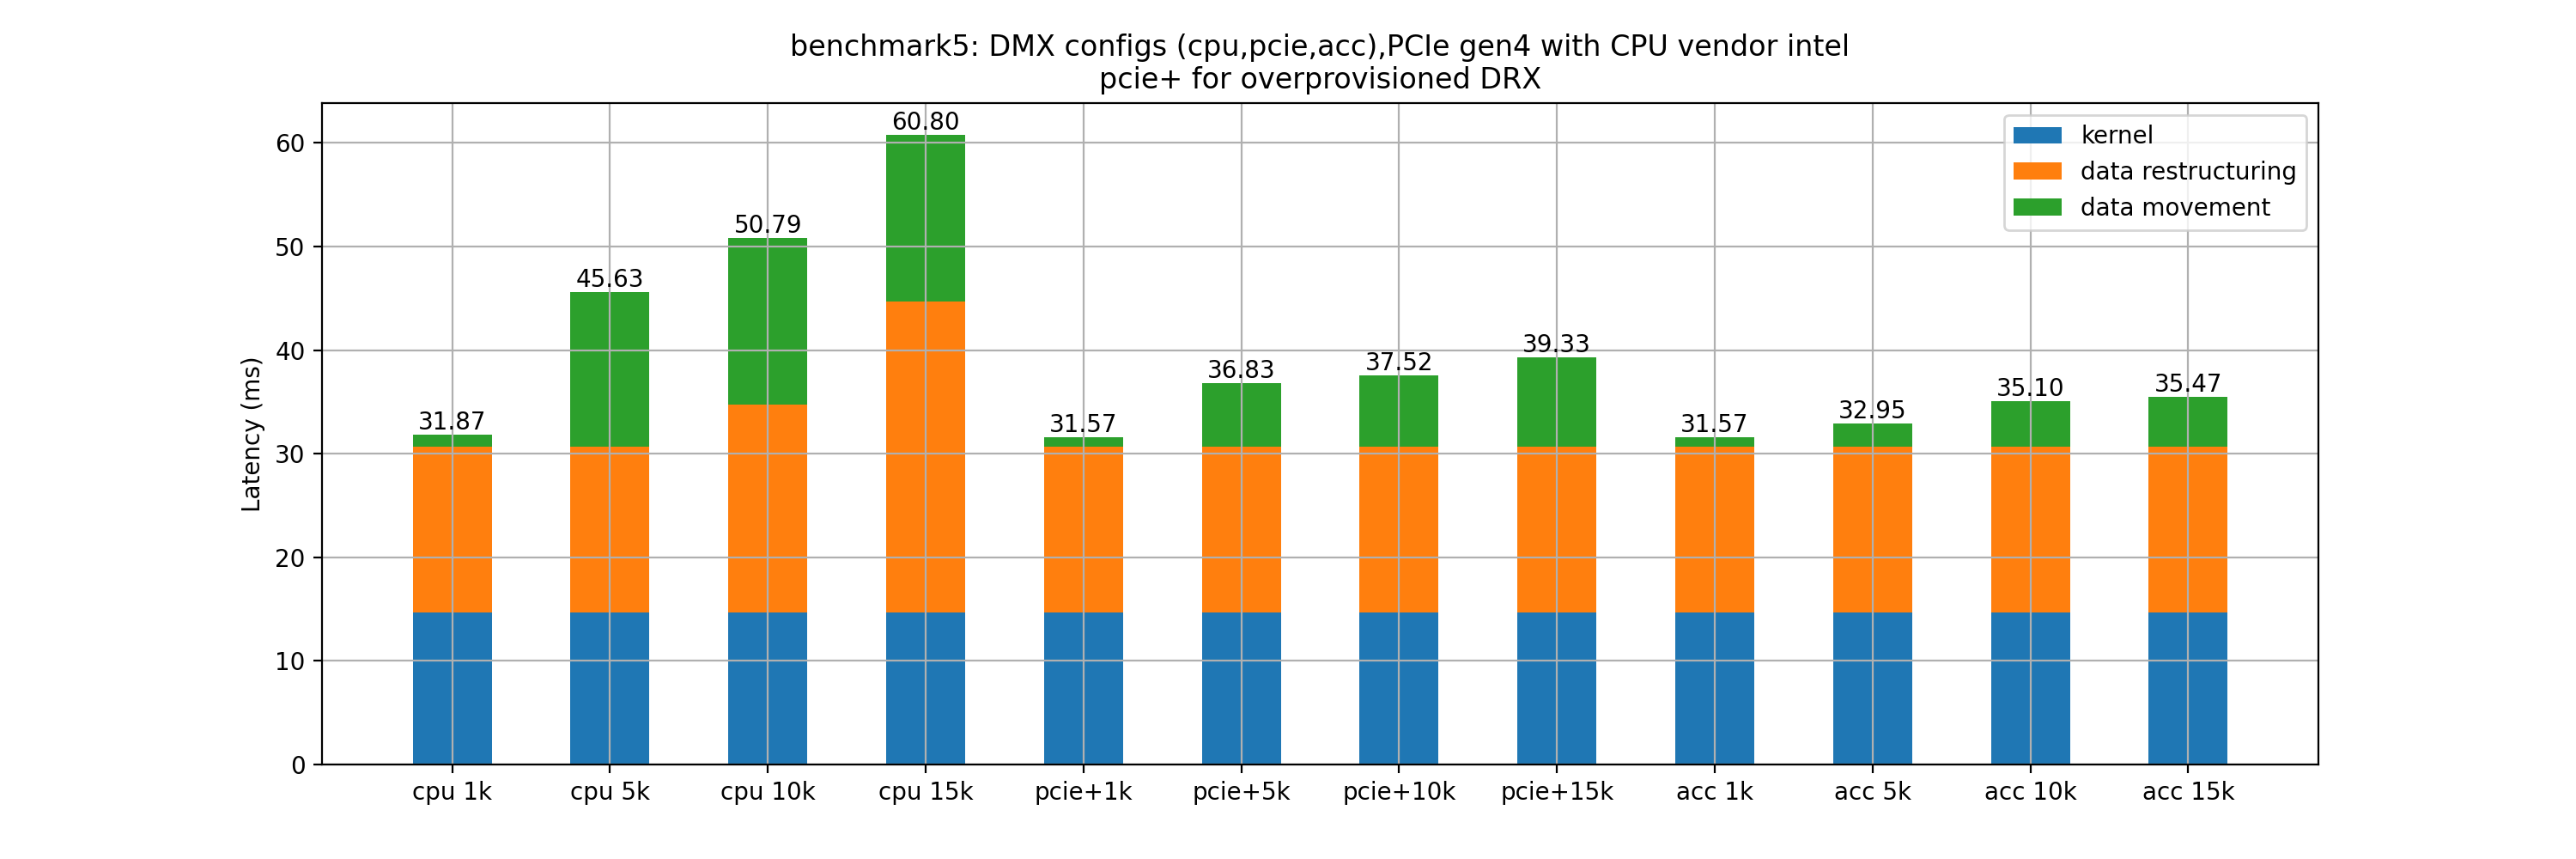 benchmark5: DMX configs (cpu,pcie,acc),PCIe gen4 with CPU vendor intel
pcie+ for overprovisioned DRX
Latency (ms)
60
50
40
30
20
10
0
31.87
45.63
50.79
60.80
31.57
36.83
37.52
39.33
31.57
32.95
35.10
35.47
kernel
data restructuring
data movement
cpu 1k
cpu 5k
cpu 10k
cpu 15k
pcie+1k
pcie+5k
pcie+10k
pcie+15k
acc 1k
acc 5k
acc 10k
acc 15k